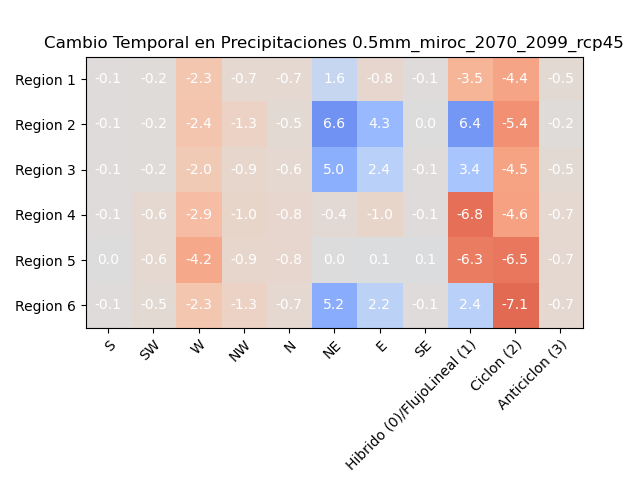 Cambio Temporal en Precipitaciones 0.5mm_miroc_2070_2099_rcp45
Region 1 -0.1 -0.2 -2.3 -0.7 -0.7 1.6 -0.8 -0.1 -3.5 -4.4 -0.5
Region 2 -0.1 -0.2 -2.4 -1.3 -0.5 6.6 4.3 0.0 6.4 -5.4 -0.2
Region 3 -0.1 -0.2 -2.0 -0.9 -0.6 5.0 2.4 -0.1 3.4 -4.5 -0.5
Region 4 -0.1 -0.6 -2.9 -1.0 -0.8 -0.4 -1.0 -0.1 -6.8 -4.6 -0.7
Region 5 0.0 -0.6 -4.2 -0.9 -0.8 0.0 0.1 0.1 -6.3 -6.5 -0.7
Region 6 -0.1 -0.5 -2.3 -1.3 -0.7 5.2 2.2 -0.1 2.4 -7.1 -0.7
S SW W NW N NE E SE Hibrido (0)/FlujoLineal (1) Ciclon (2) Anticiclon (3)